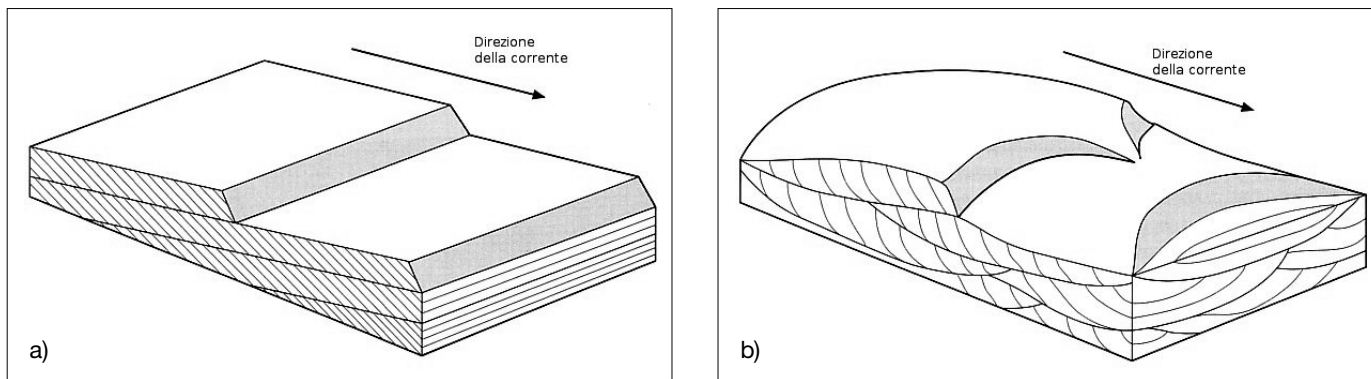 Direzione
della corrente
a)
Direzione
della corrente
b)